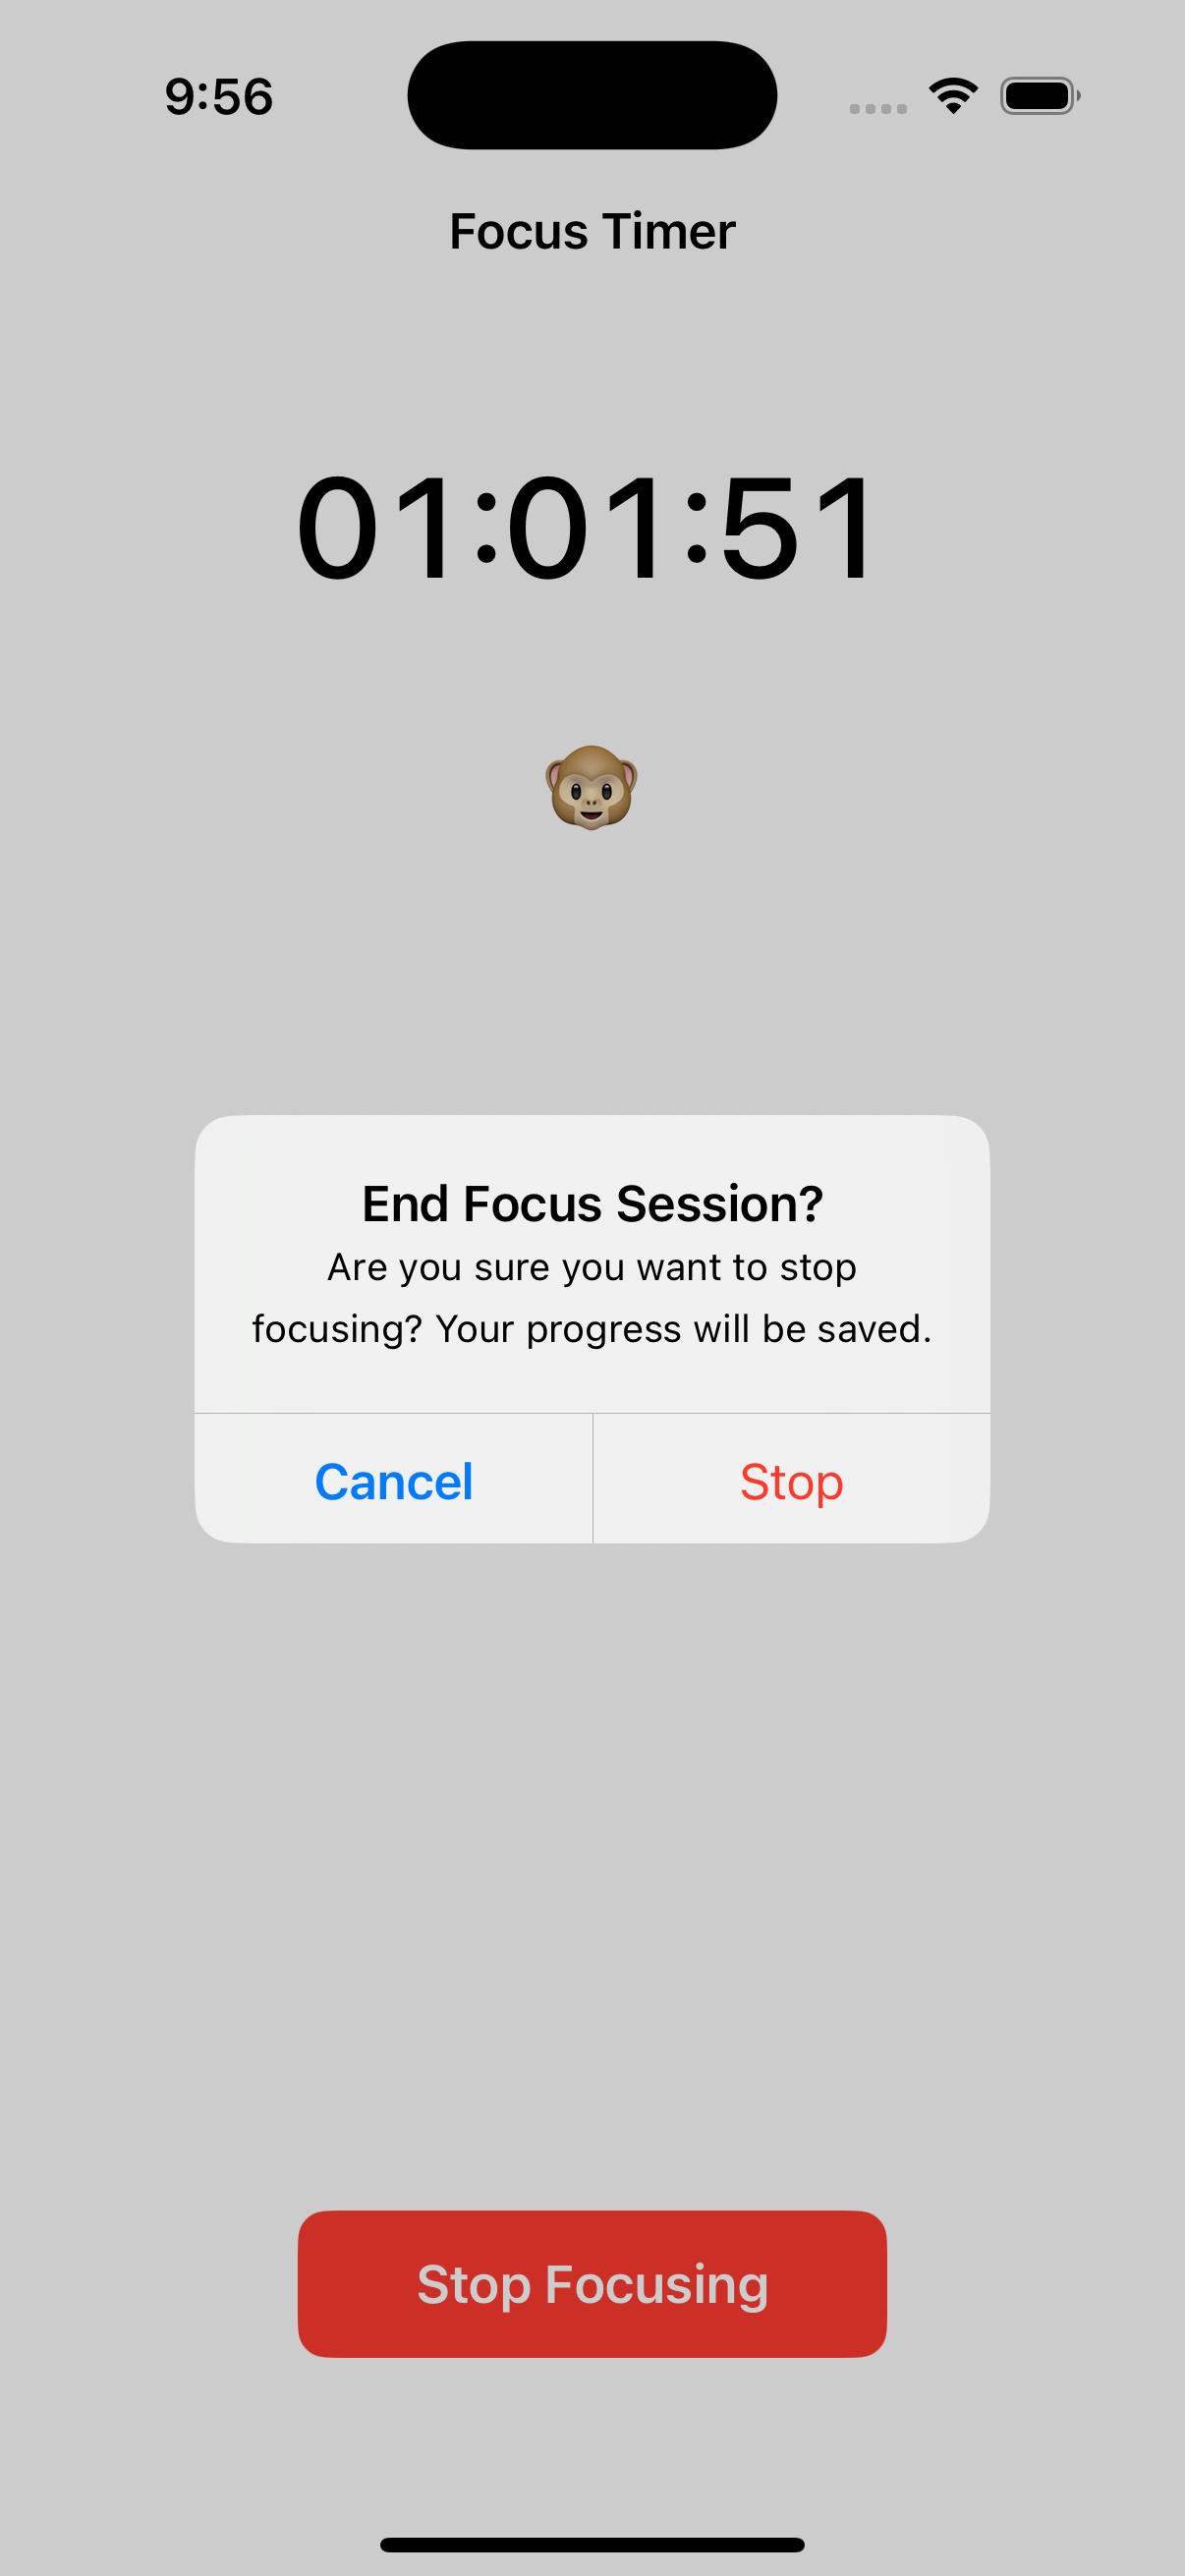 9:56
Focus Timer
01:01:51
End Focus Session?
Are you sure you want to stop
focusing? Your progress will be saved.
Cancel
Stop
Stop Focusing